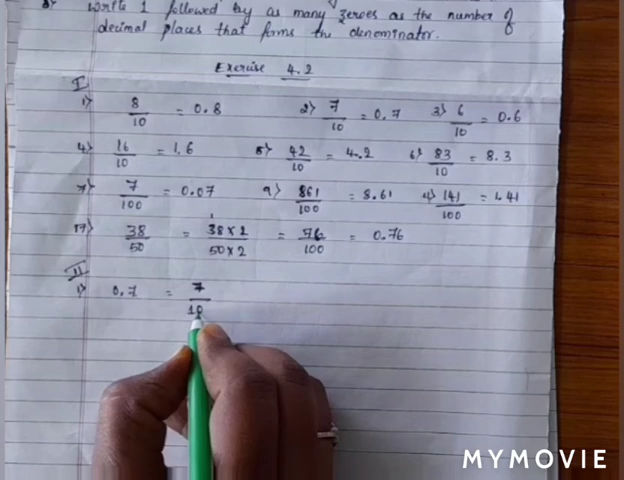 3) Write 1 followed by as many zeroes as the number of
decimal places that forms the denominator.
Exercise 4.2
I
1) 8/10 = 0.8 2) 7/10 = 0.7 3) 6/10 = 0.6
4) 16/10 = 1.6 5) 42/10 = 4.2 6) 83/10 = 8.3
7) 7/100 = 0.07 9) 861/100 = 8.61 11) 141/100 = 1.41
17) 38/50 = 38×2/50×2 = 76/100 = 0.76
II
1) 0.7 = 7/10
MYMOVIE